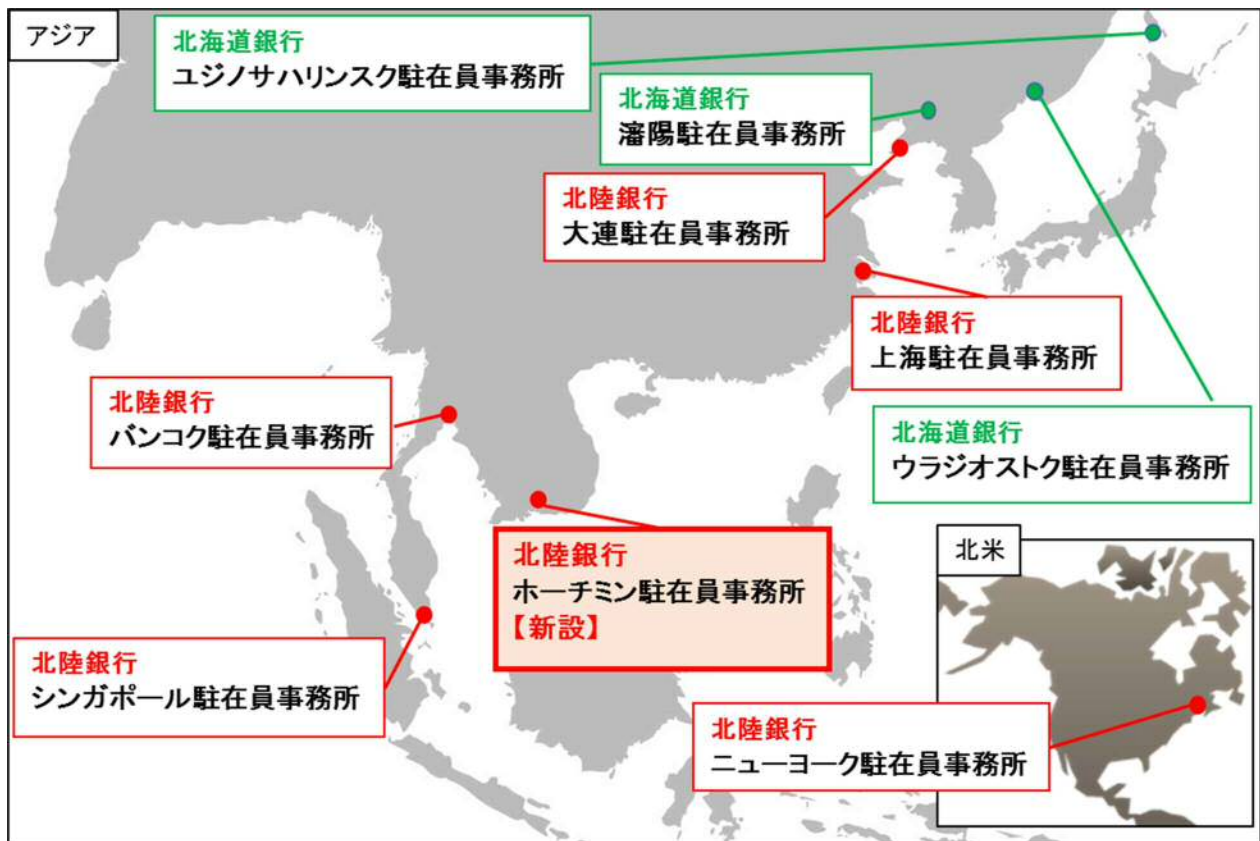 アジア
北海道銀行
ユジノサハリンスク駐在員事務所
北海道銀行
瀋陽駐在員事務所
北陸銀行
大連駐在員事務所
北陸銀行
上海駐在員事務所
北陸銀行
バンコク駐在員事務所
北海道銀行
ウラジオストク駐在員事務所
北陸銀行
ホーチミン駐在員事務所
【新設】
北米
北陸銀行
シンガポール駐在員事務所
北陸銀行
ニューヨーク駐在員事務所